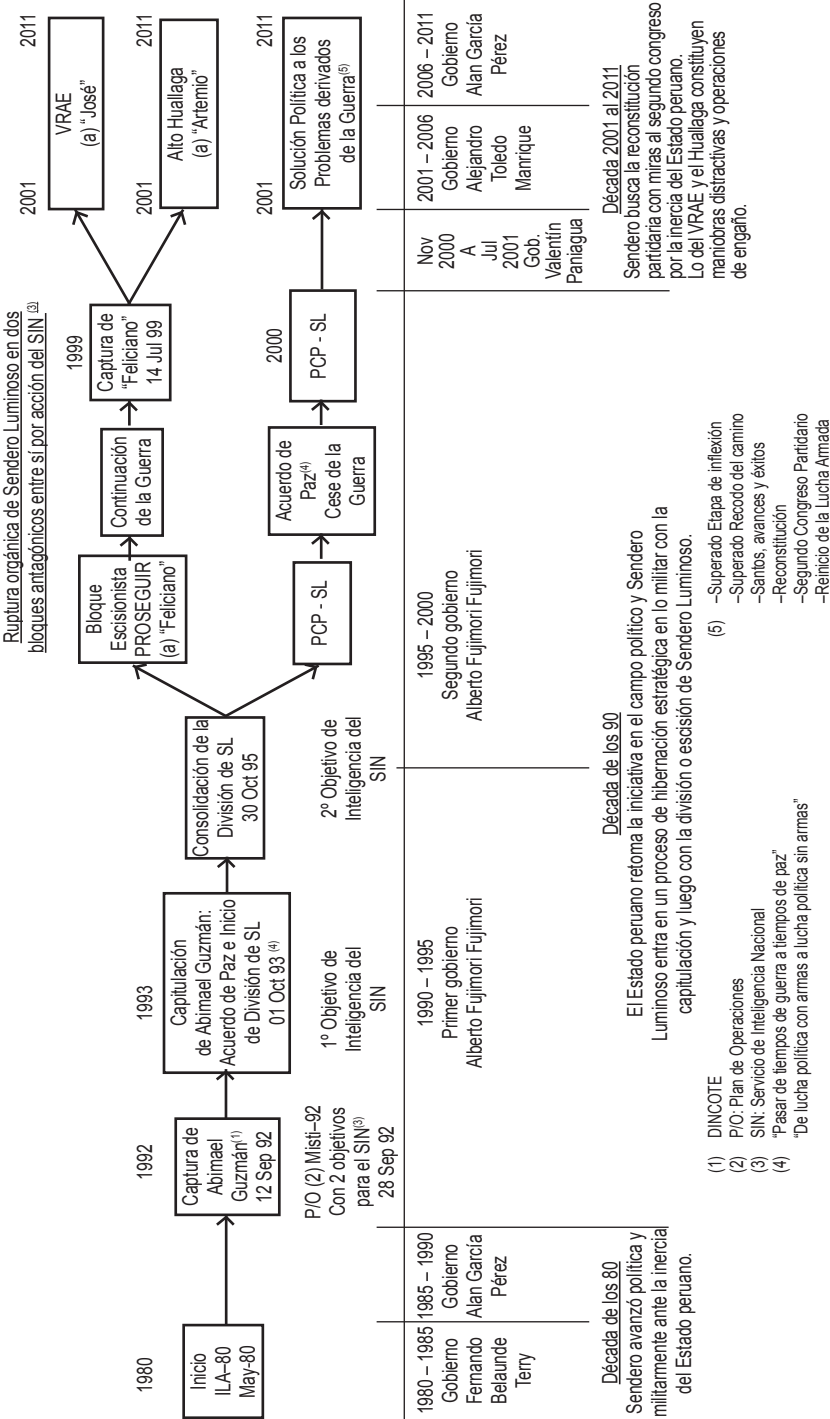 Ruptura orgánica de Sendero Luminoso en dos
bloques antagónicos entre sí por acción del SIN (3)
1980
Inicio
ILA–80
May-80
1992
Captura de
Abimael
Guzmán(1)
12 Sep 92
P/O (2) Misti–92
Con 2 objetivos
para el SIN(3)
28 Sep 92
1993
Capitulación
de Abimael Guzmán:
Acuerdo de Paz e Inicio
de División de SL
01 Oct 93 (4)
1º Objetivo de
Inteligencia del
SIN
Consolidación de la
División de SL
30 Oct 95
2º Objetivo de
Inteligencia del
SIN
Bloque
Escisionista
PROSEGUIR
(a) “Feliciano”
Continuación
de la Guerra
1999
Captura de
“Feliciano”
14 Jul 99
2001
2011
VRAE
(a) “José”
2001
2011
Alto Huallaga
(a) “Artemio”
PCP - SL
Acuerdo de
Paz(4)
Cese de la
Guerra
2000
PCP - SL
2001
2011
Solución Política a los
Problemas derivados
de la Guerra(5)
1980 – 1985
Gobierno
Fernando
Belaunde
Terry
1985 – 1990
Gobierno
Alan García
Pérez
1990 – 1995
Primer gobierno
Alberto Fujimori Fujimori
1995 – 2000
Segundo gobierno
Alberto Fujimori Fujimori
Nov
2000
A
Jul
2001
Gob.
Valentín
Paniagua
2001 – 2006
Gobierno
Alejandro
Toledo
Manrique
2006 – 2011
Gobierno
Alan García
Pérez
Década de los 80
Sendero avanzó política y
militarmente ante la inercia
del Estado peruano.
Década de los 90
El Estado peruano retoma la iniciativa en el campo político y Sendero
Luminoso entra en un proceso de hibernación estratégica en lo militar con la
capitulación y luego con la división o escisión de Sendero Luminoso.
Década 2001 al 2011
Sendero busca la reconstitución
partidaria con miras al segundo congreso
por la inercia del Estado peruano.
Lo del VRAE y el Huallaga constituyen
maniobras distractivas y operaciones
de engaño.
(1) DINCOTE
(2) P/O: Plan de Operaciones
(3) SIN: Servicio de Inteligencia Nacional
(4) “Pasar de tiempos de guerra a tiempos de paz”
“De lucha política con armas a lucha política sin armas”
(5) –Superado Etapa de inflexión
–Superado Recodo del camino
–Santos, avances y éxitos
–Reconstitución
–Segundo Congreso Partidario
–Reinicio de la Lucha Armada